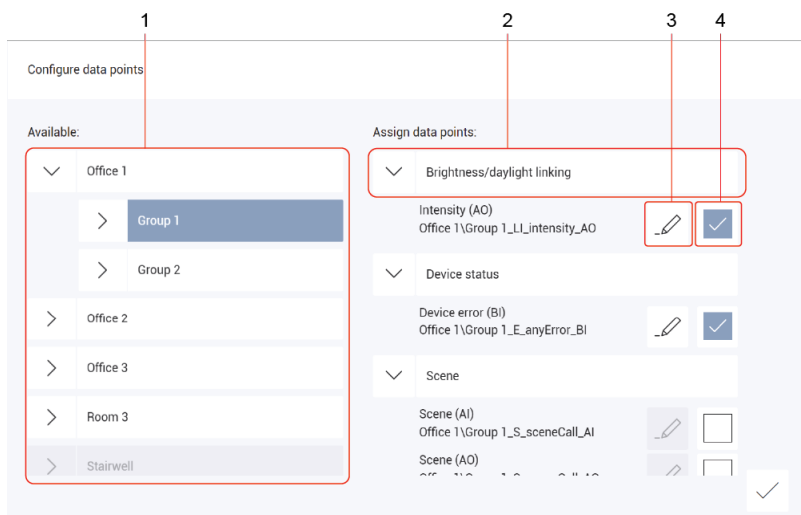 1 2 3 4
Configure data points
Available:
Assign data points:
Office 1
Group 1
Group 2
Office 2
Office 3
Room 3
Stairwell
Brightness/daylight linking
Intensity (AO)
Office 1\Group 1_LI_intensity_AO
Device status
Device error (BI)
Office 1\Group 1_E_anyError_BI
Scene
Scene (AI)
Office 1\Group 1_S_sceneCall_AI
Scene (AO)